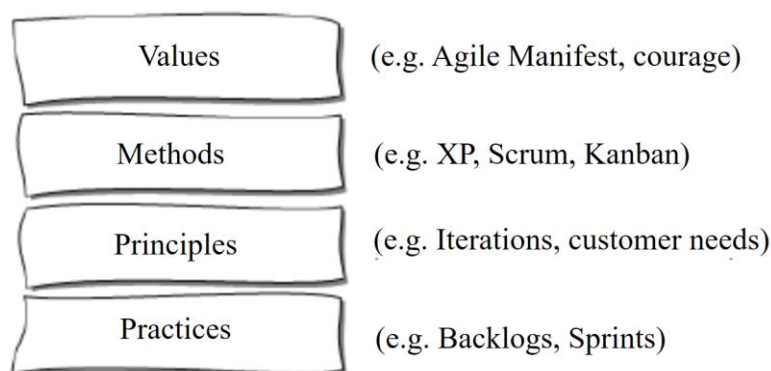 Values (e.g. Agile Manifest, courage)
Methods (e.g. XP, Scrum, Kanban)
Principles (e.g. Iterations, customer needs)
Practices (e.g. Backlogs, Sprints)